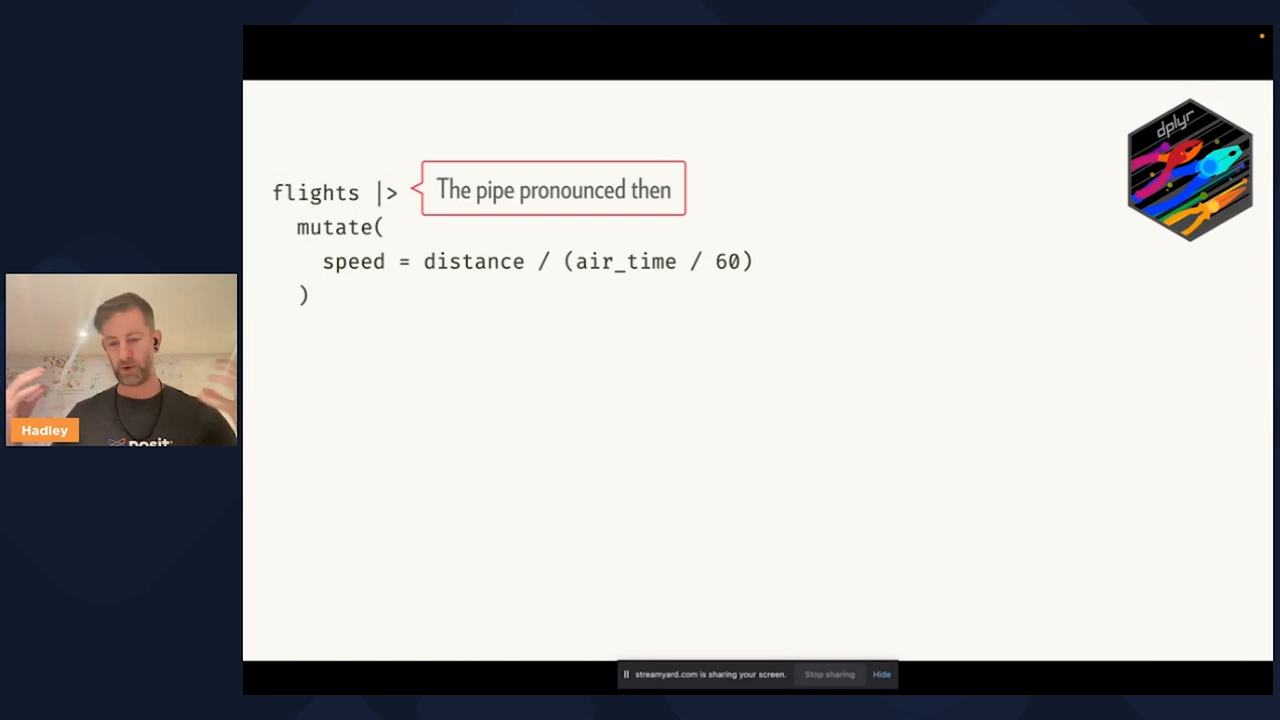 dplyr
flights |>
The pipe pronounced then
mutate(
speed = distance / (air_time / 60)
)
posit
Hadley
streamyard.com is sharing your screen.
Stop sharing
Hide